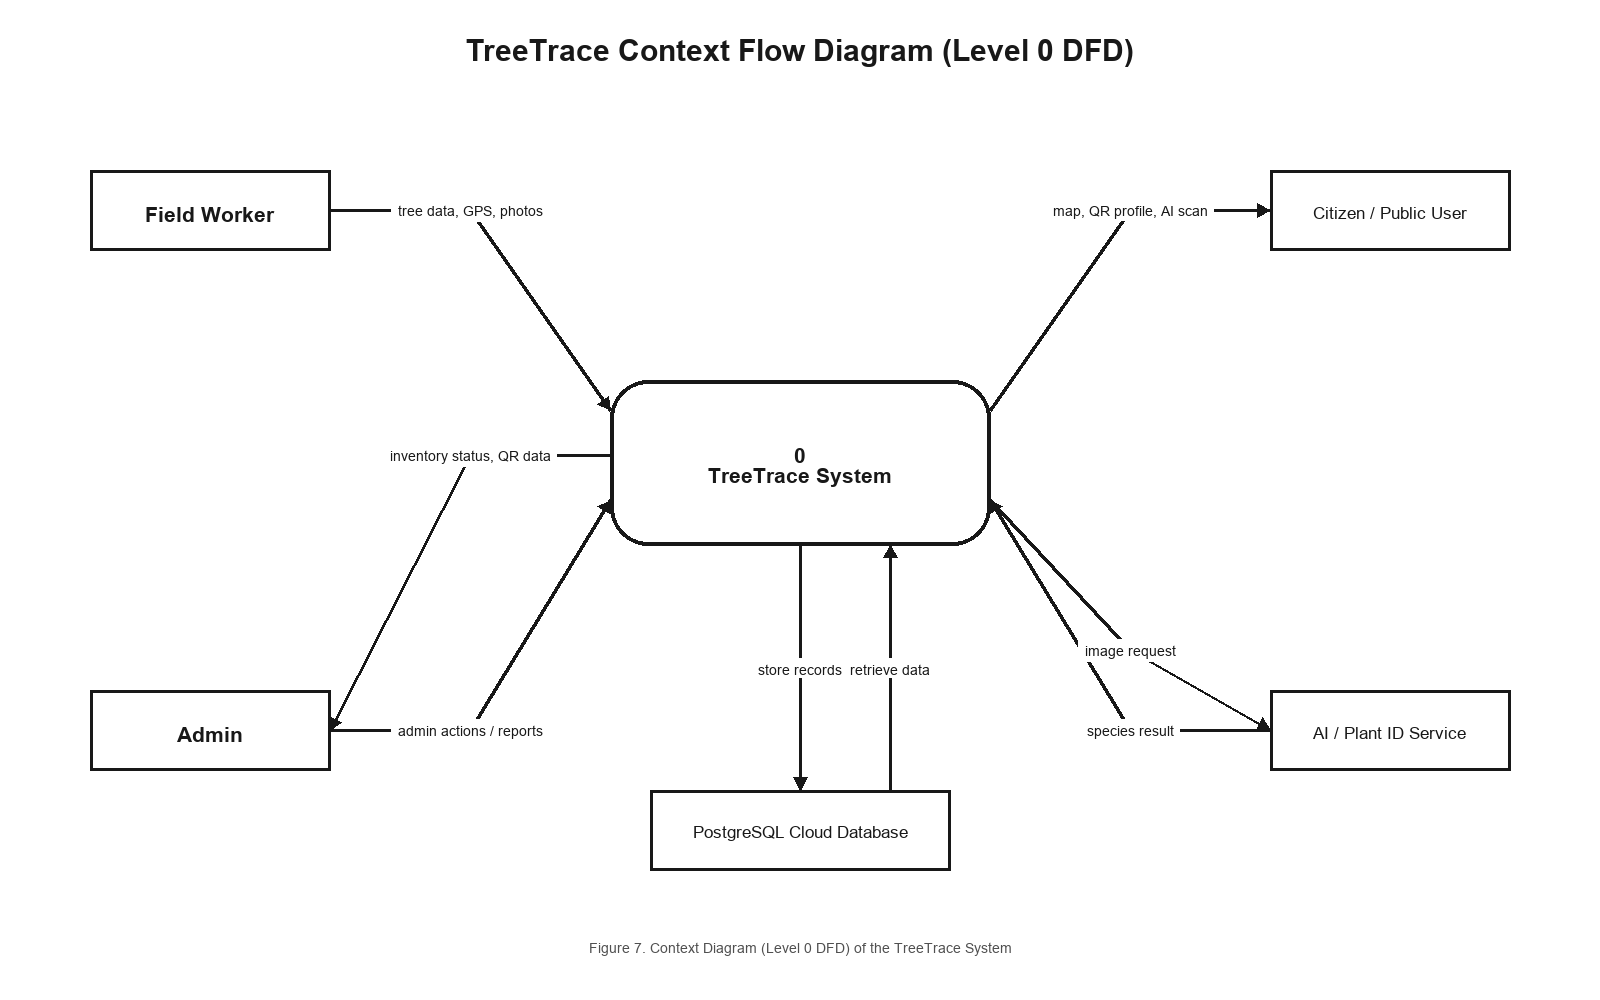 TreeTrace Context Flow Diagram (Level 0 DFD)
Field Worker
tree data, GPS, photos
map, QR profile, AI scan
Citizen / Public User
inventory status, QR data
0
TreeTrace System
image request
store records
retrieve data
Admin
admin actions / reports
species result
AI / Plant ID Service
PostgreSQL Cloud Database
Figure 7. Context Diagram (Level 0 DFD) of the TreeTrace System